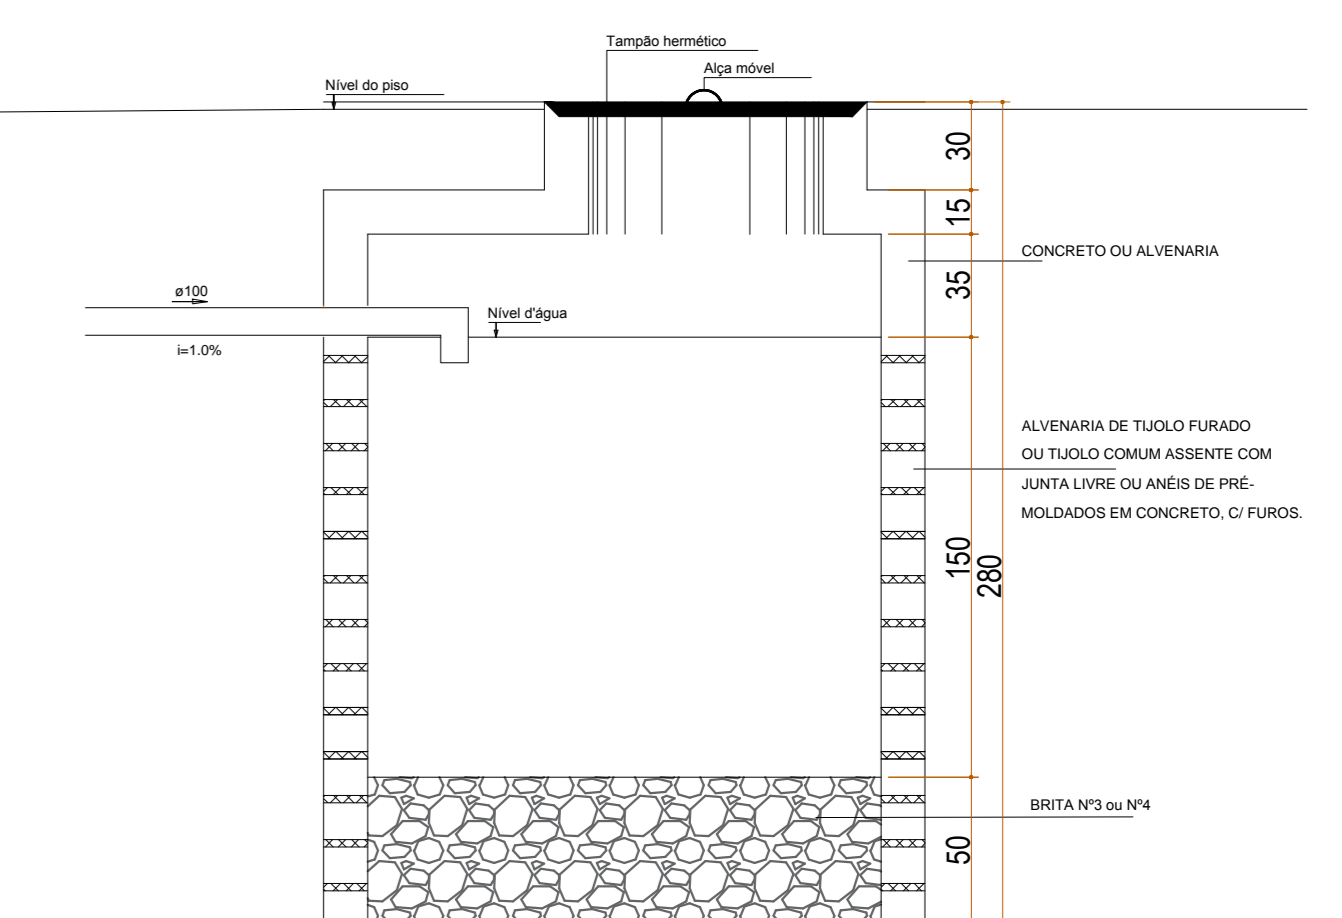 Tampão hermético
Alça móvel
Nível do piso
30
15
CONCRETO OU ALVENARIA
35
ø100
Nível d'água
i=1.0%
ALVENARIA DE TIJOLO FURADO
OU TIJOLO COMUM ASSENTE COM
JUNTA LIVRE OU ANÉIS DE PRÉ-
MOLDADOS EM CONCRETO, C/ FUROS.
150
280
BRITA Nº3 ou Nº4
50